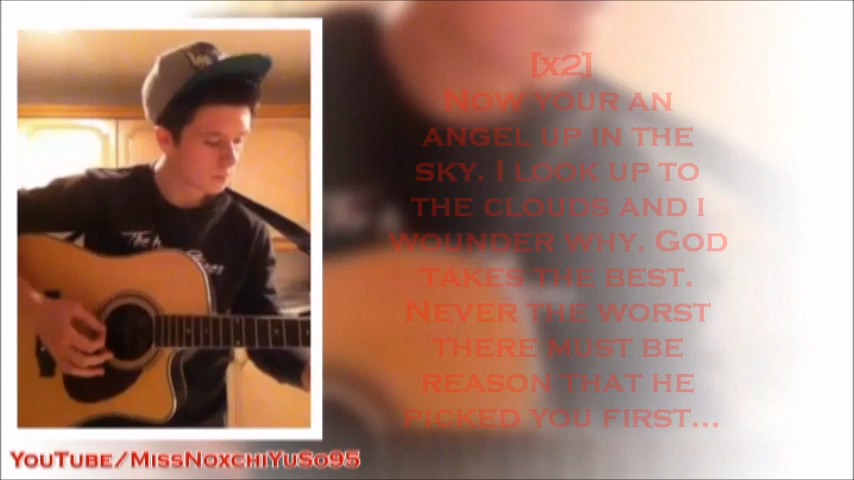 [x2]
Now your an
angel up in the
sky. I look up to
the clouds and i
wounder why. God
takes the best.
Never the worst
there must be
reason that he
picked you first...
YouTube/MissNoxchiYuSo95